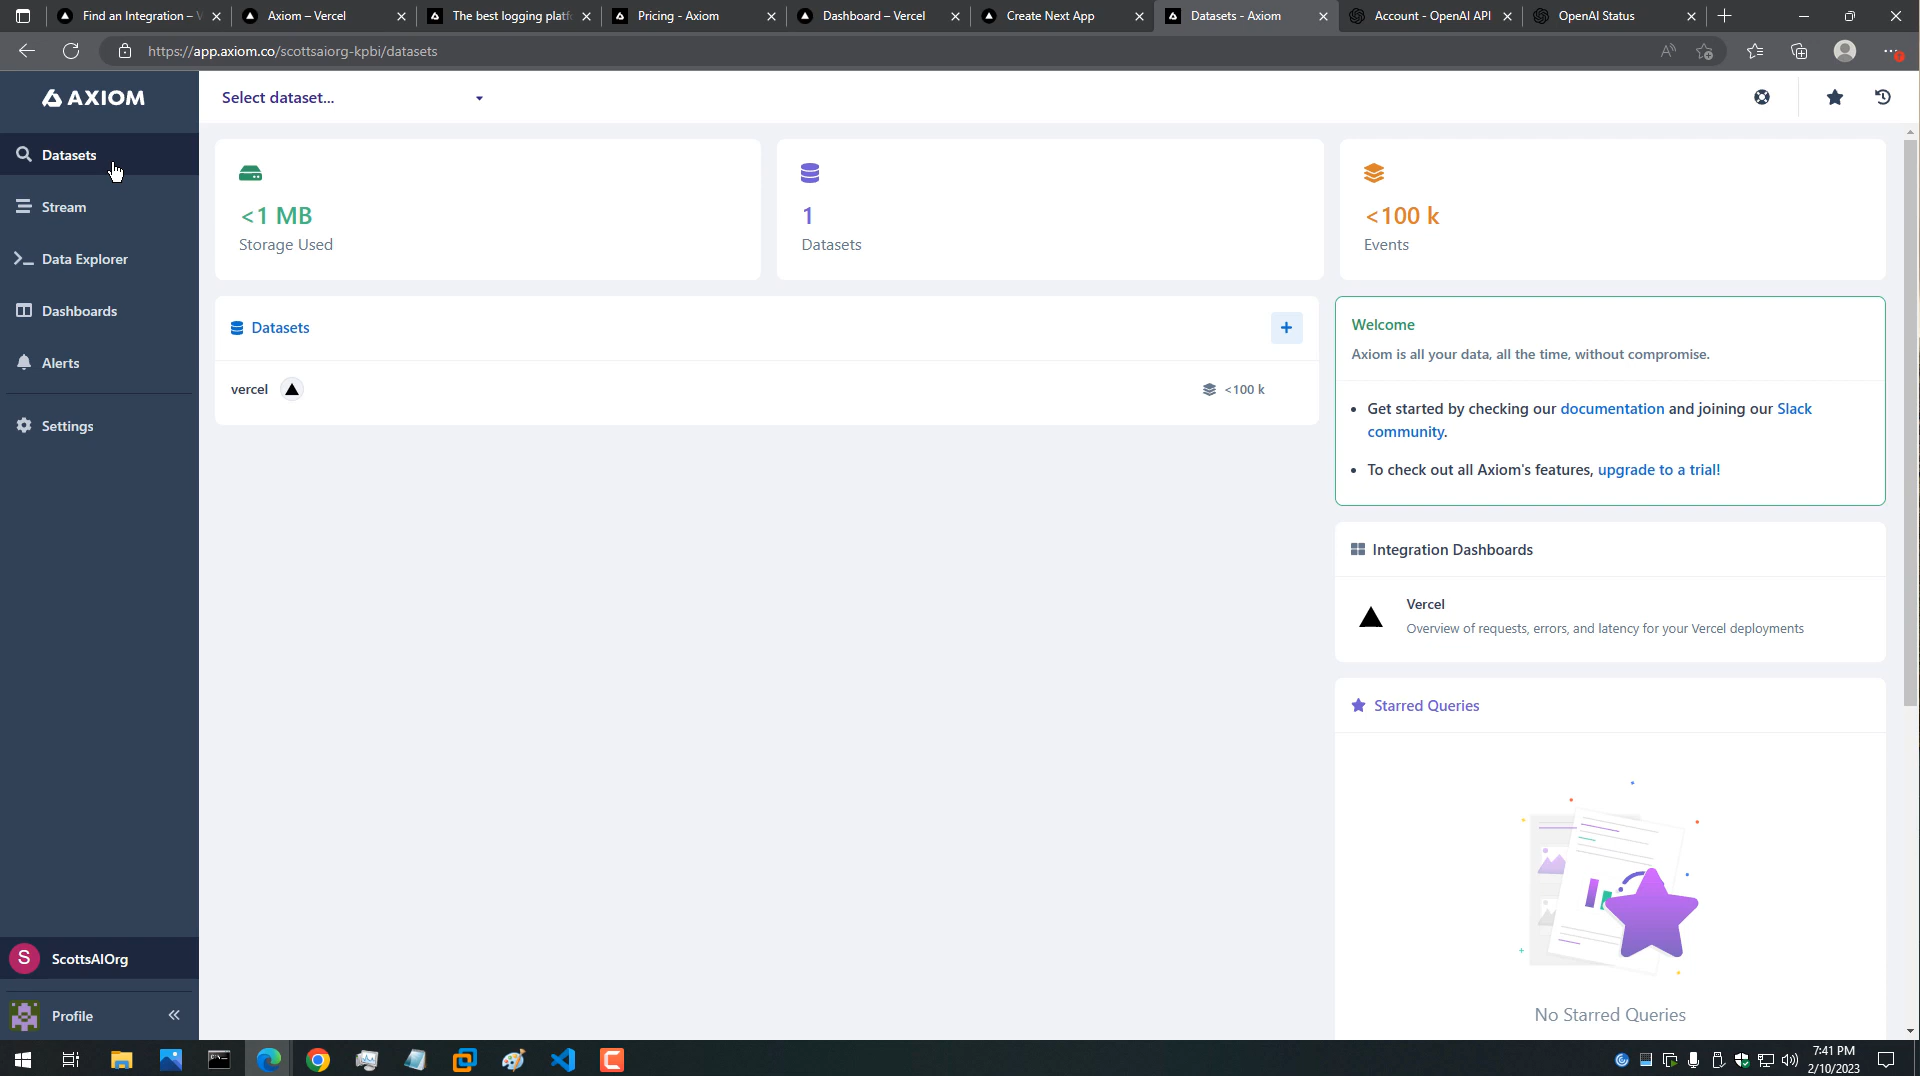 Find an Integration – V
Axiom – Vercel
The best logging platf
Pricing - Axiom
Dashboard – Vercel
Create Next App
Datasets - Axiom
Account - OpenAI API
OpenAI Status
https://app.axiom.co/scottsaiorg-kpbi/datasets
AXIOM
Select dataset...
Datasets
Stream
Data Explorer
Dashboards
Alerts
Settings
<1 MB
Storage Used
1
Datasets
<100 k
Events
Datasets
+
vercel
<100 k
Welcome
Axiom is all your data, all the time, without compromise.
• Get started by checking our documentation and joining our Slack
community.
• To check out all Axiom's features, upgrade to a trial!
Integration Dashboards
Vercel
Overview of requests, errors, and latency for your Vercel deployments
Starred Queries
No Starred Queries
S
ScottsAIOrg
Profile
7:41 PM
2/10/2023